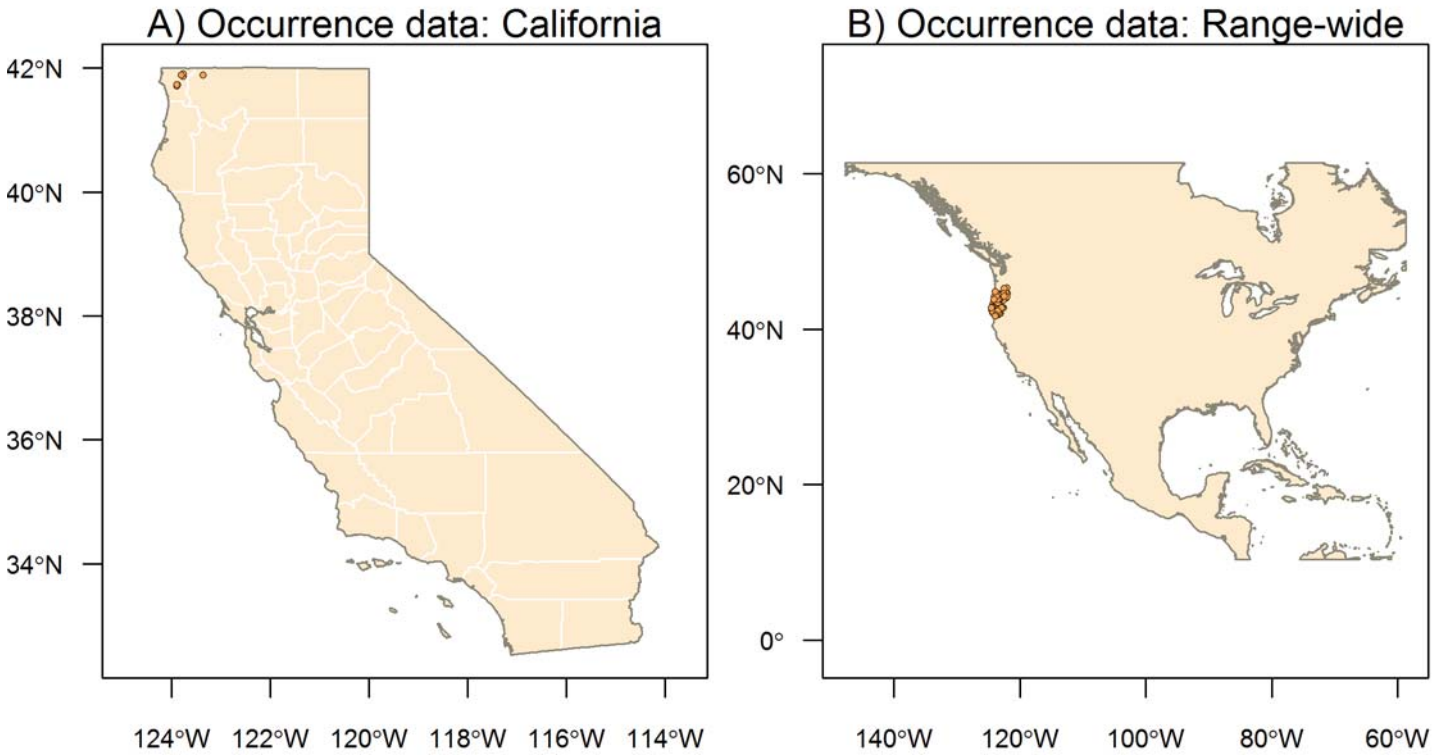 A) Occurrence data: California
42°N
40°N
38°N
36°N
34°N
124°W 122°W 120°W 118°W 116°W 114°W
B) Occurrence data: Range-wide
60°N
40°N
20°N
0°
140°W 120°W 100°W 80°W 60°W